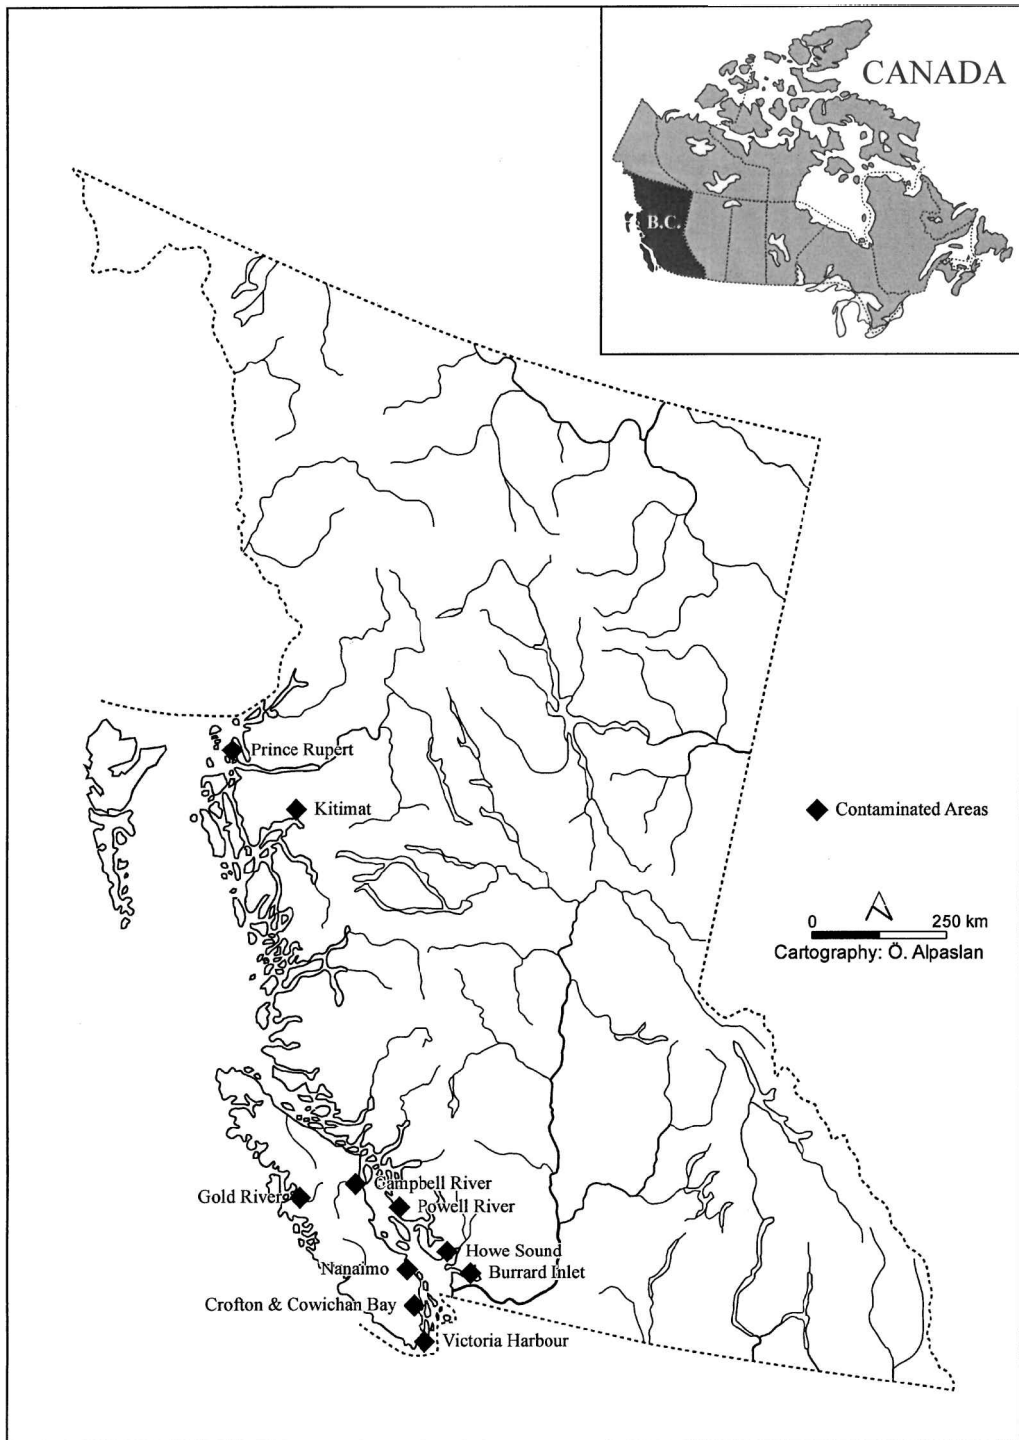 CANADA
B.C.
Prince Rupert
Kitimat
Contaminated Areas
0 250 km
Cartography: Ö. Alpaslan
Campbell River
Gold River
Powell River
Howe Sound
Nanaimo
Burrard Inlet
Crofton & Cowichan Bay
Victoria Harbour